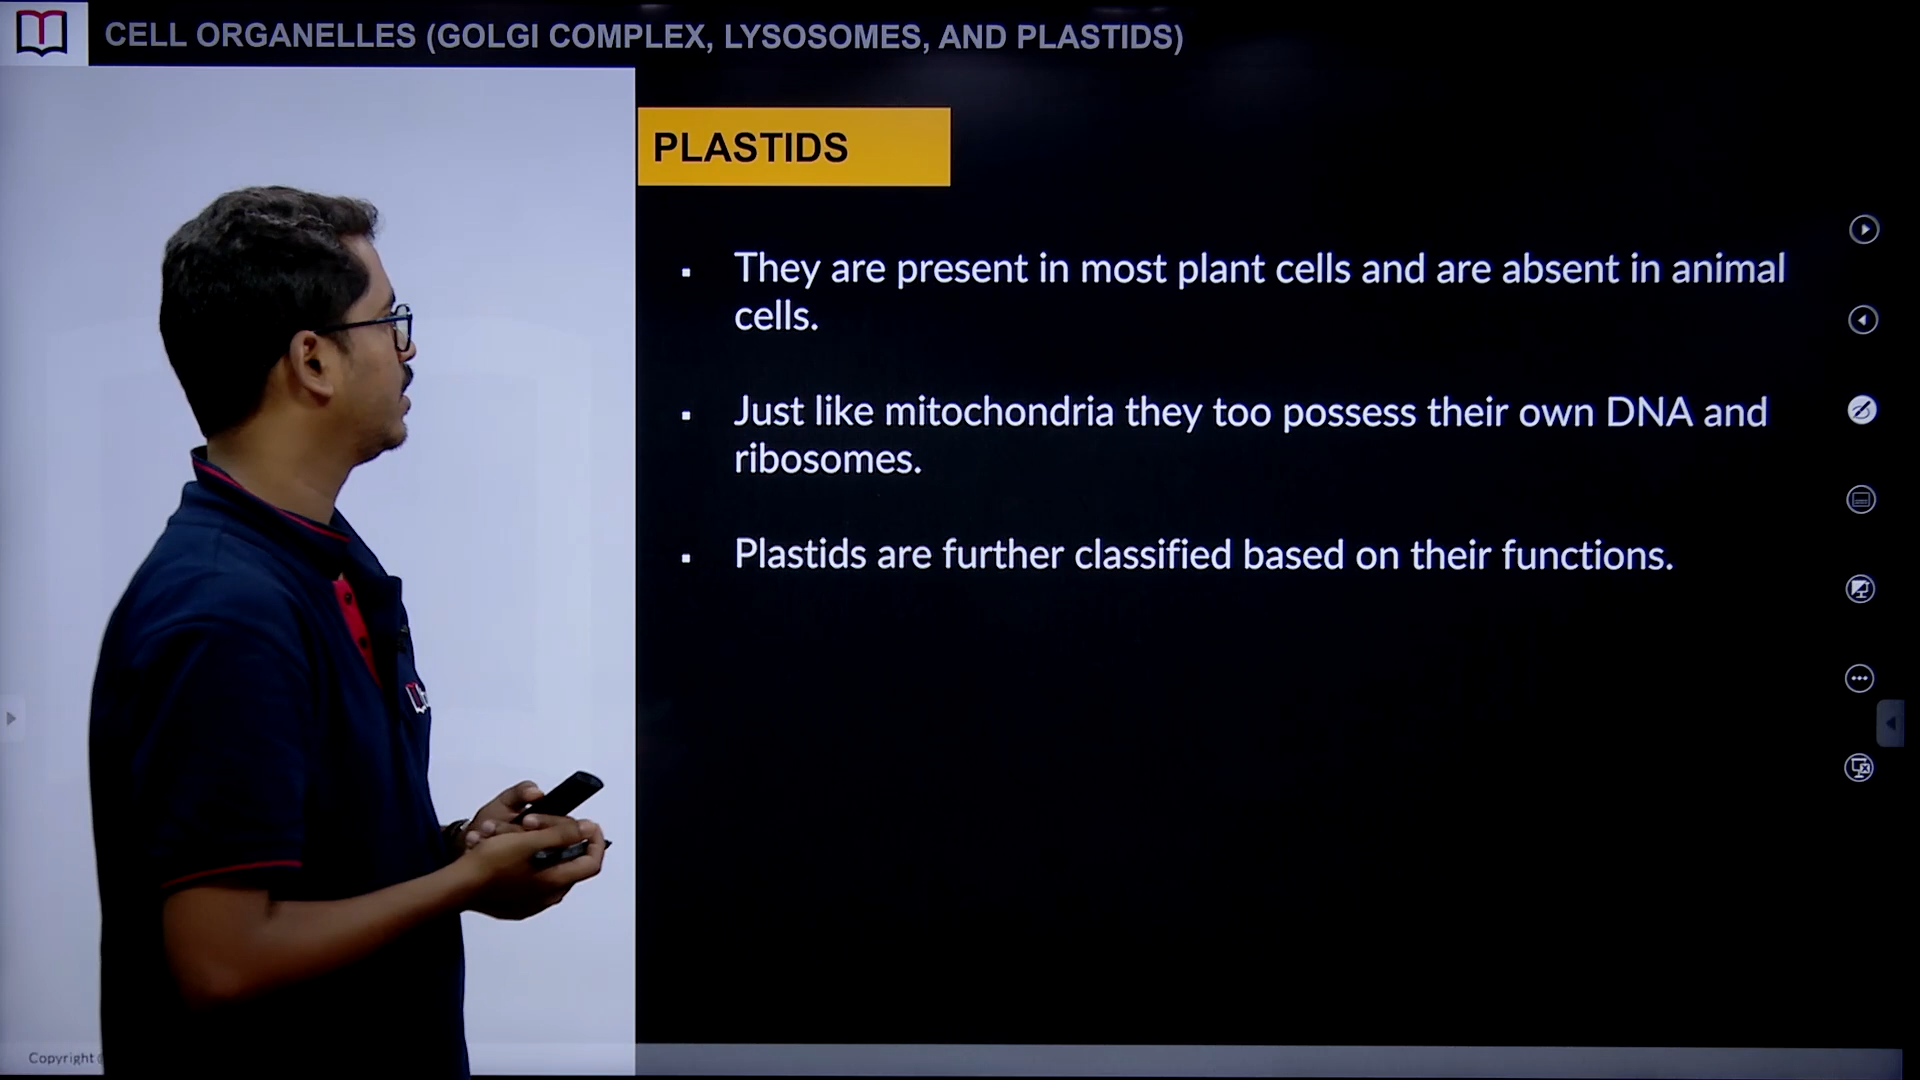 CELL ORGANELLES (GOLGI COMPLEX, LYSOSOMES, AND PLASTIDS)
PLASTIDS
▪ They are present in most plant cells and are absent in animal
cells.
▪ Just like mitochondria they too possess their own DNA and
ribosomes.
▪ Plastids are further classified based on their functions.
Copyright